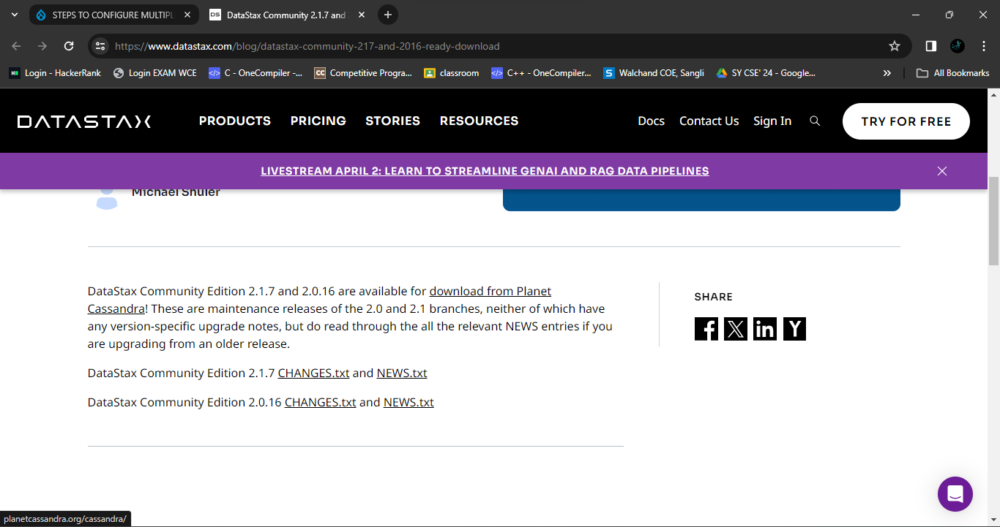 STEPS TO CONFIGURE MULTIPL
DS
DataStax Community 2.1.7 and
https://www.datastax.com/blog/datastax-community-217-and-2016-ready-download
Login - HackerRank
Login EXAM WCE
C - OneCompiler -...
CC
Competitive Progra...
classroom
C++ - OneCompiler...
S
Walchand COE, Sangli
SY CSE' 24 - Google...
All Bookmarks
DATASTAX
PRODUCTS
PRICING
STORIES
RESOURCES
Docs
Contact Us
Sign In
TRY FOR FREE
LIVESTREAM APRIL 2: LEARN TO STREAMLINE GENAI AND RAG DATA PIPELINES
Michael Shuler
DataStax Community Edition 2.1.7 and 2.0.16 are available for download from Planet
Cassandra! These are maintenance releases of the 2.0 and 2.1 branches, neither of which have
any version-specific upgrade notes, but do read through the all the relevant NEWS entries if you
are upgrading from an older release.
DataStax Community Edition 2.1.7 CHANGES.txt and NEWS.txt
DataStax Community Edition 2.0.16 CHANGES.txt and NEWS.txt
SHARE
planetcassandra.org/cassandra/